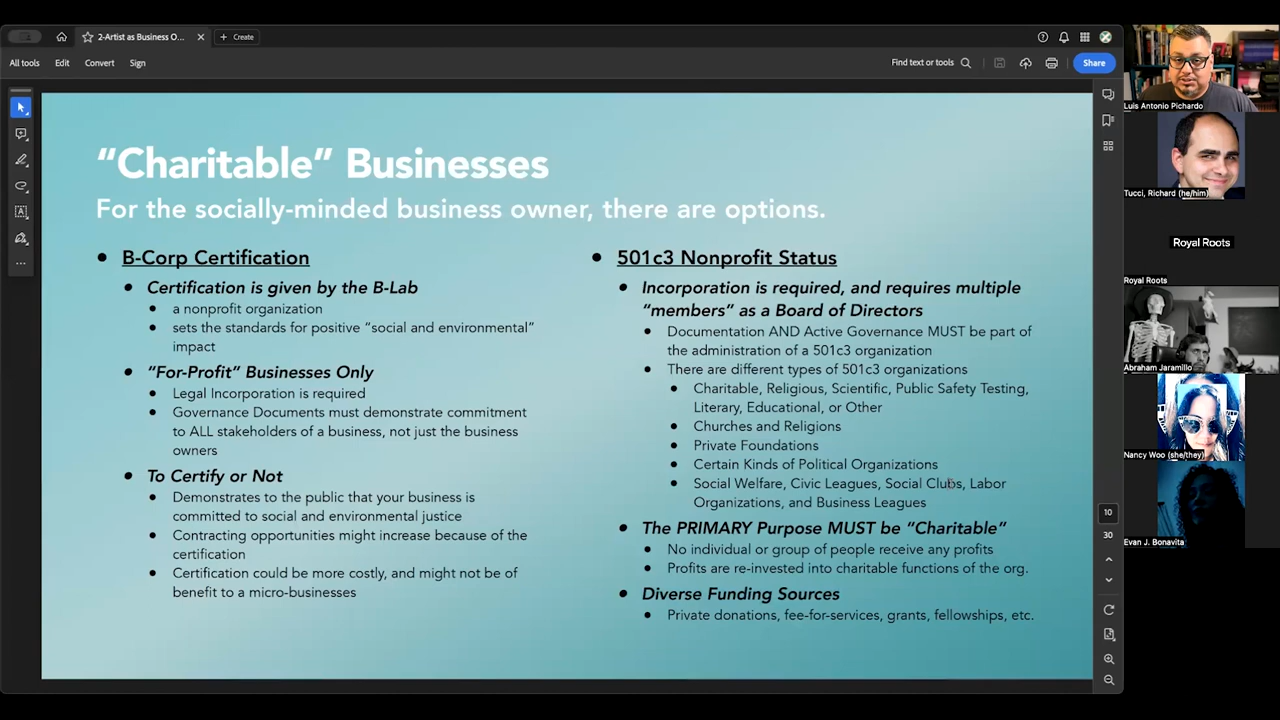 2-Artist as Business O...
Create
All tools
Edit
Convert
Sign
Find text or tools
Share
“Charitable” Businesses
For the socially-minded business owner, there are options.
B-Corp Certification
Certification is given by the B-Lab
a nonprofit organization
sets the standards for positive “social and environmental”
impact
“For-Profit” Businesses Only
Legal Incorporation is required
Governance Documents must demonstrate commitment
to ALL stakeholders of a business, not just the business
owners
To Certify or Not
Demonstrates to the public that your business is
committed to social and environmental justice
Contracting opportunities might increase because of the
certification
Certification could be more costly, and might not be of
benefit to a micro-businesses
501c3 Nonprofit Status
Incorporation is required, and requires multiple
“members” as a Board of Directors
Documentation AND Active Governance MUST be part of
the administration of a 501c3 organization
There are different types of 501c3 organizations
Charitable, Religious, Scientific, Public Safety Testing,
Literary, Educational, or Other
Churches and Religions
Private Foundations
Certain Kinds of Political Organizations
Social Welfare, Civic Leagues, Social Clubs, Labor
Organizations, and Business Leagues
The PRIMARY Purpose MUST be “Charitable”
No individual or group of people receive any profits
Profits are re-invested into charitable functions of the org.
Diverse Funding Sources
Private donations, fee-for-services, grants, fellowships, etc.
10
30
Luis Antonio Pichardo
Tucci, Richard (he/him)
Royal Roots
Royal Roots
Abraham Jaramillo
Nancy Woo (she/they)
Evan J. Bonavita